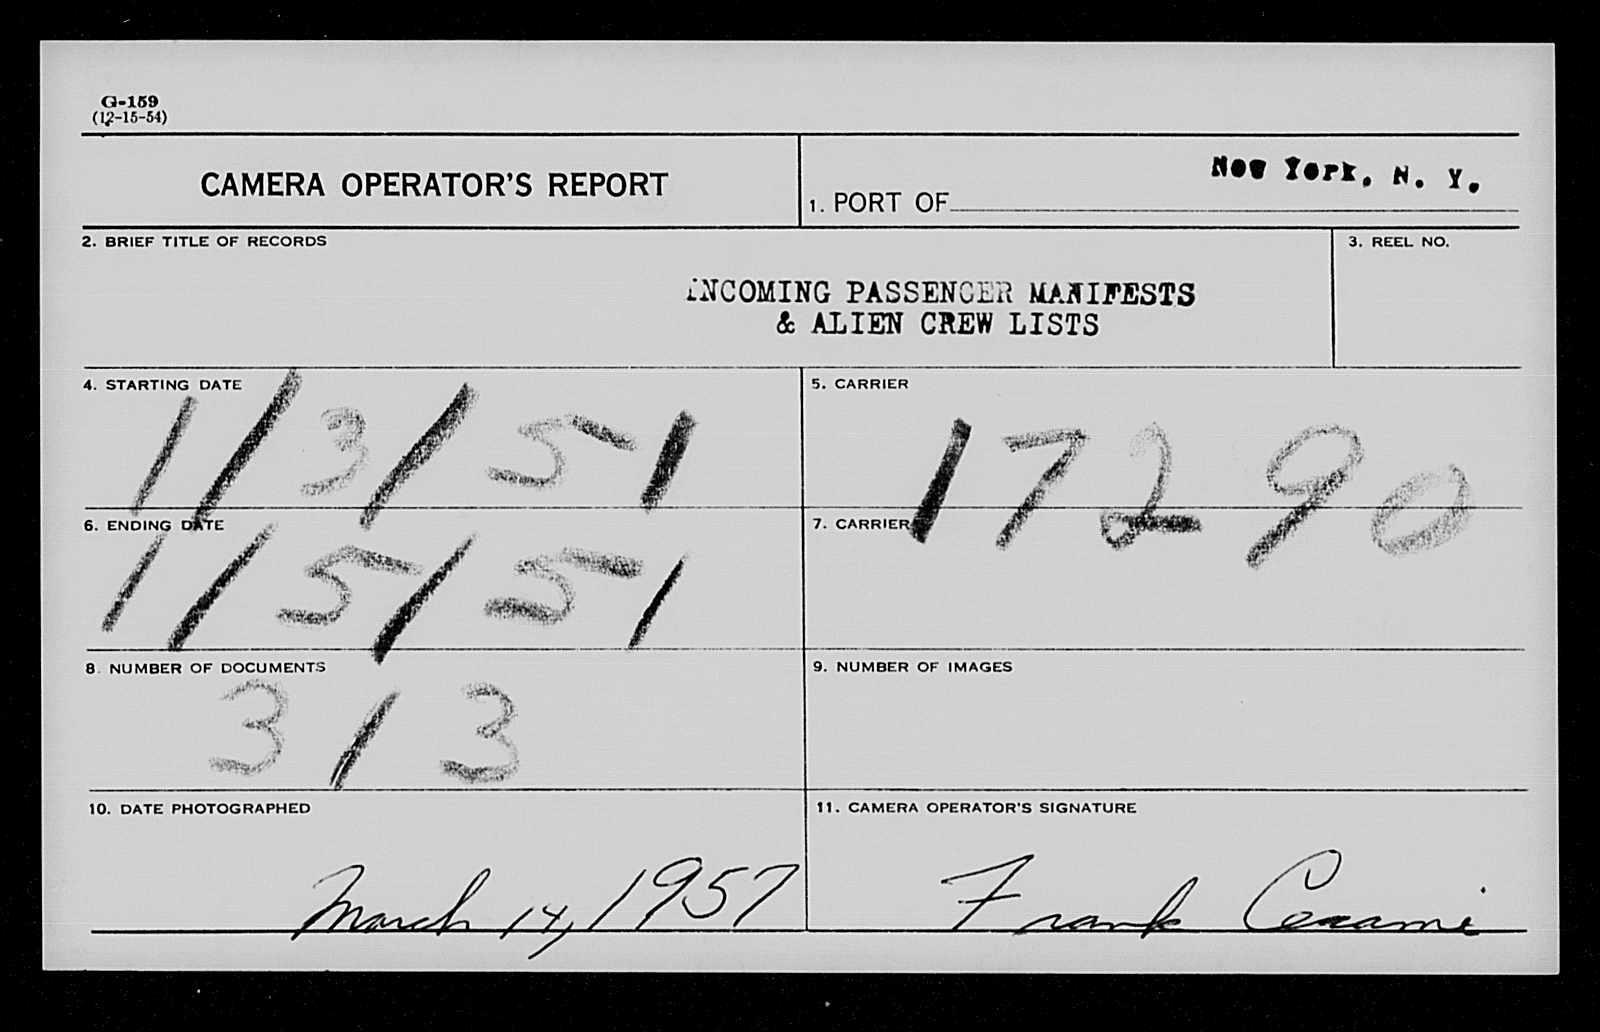 G-159
(12-15-54)
CAMERA OPERATOR'S REPORT
1. PORT OF New York, N. Y.
2. BRIEF TITLE OF RECORDS
INCOMING PASSENGER MANIFESTS
& ALIEN CREW LISTS
3. REEL NO.
4. STARTING DATE
1/3/51
5. CARRIER
17290
6. ENDING DATE
1/5/51
7. CARRIER
8. NUMBER OF DOCUMENTS
313
9. NUMBER OF IMAGES
10. DATE PHOTOGRAPHED
March 14, 1957
11. CAMERA OPERATOR'S SIGNATURE
Frank